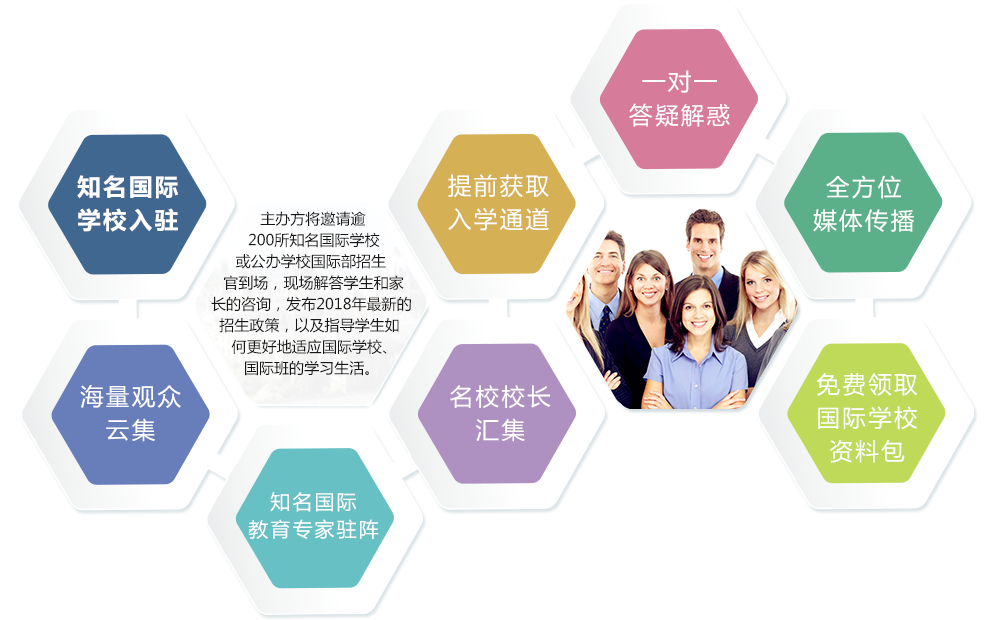 知名国际
学校入驻
主办方将邀请逾
200所知名国际学校
或公办学校国际部招生
官到场，现场解答学生和家
长的咨询，发布2018年最新的
招生政策，以及指导学生如
何更好地适应国际学校、
国际班的学习生活。
提前获取
入学通道
一对一
答疑解惑
全方位
媒体传播
海量观众
云集
知名国际
教育专家驻阵
名校校长
汇集
免费领取
国际学校
资料包